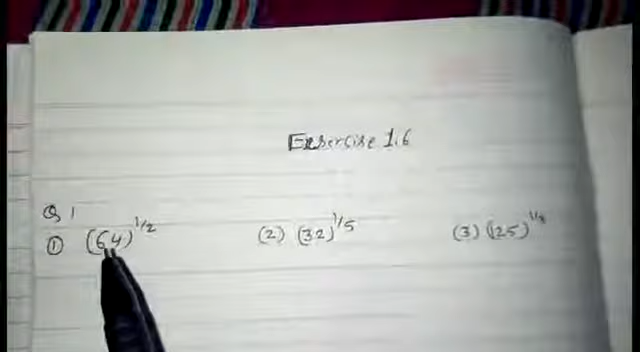 Exercise 1.6
Q 1
① (64)^1/2 (2) (32)^1/5 (3) (125)^1/3